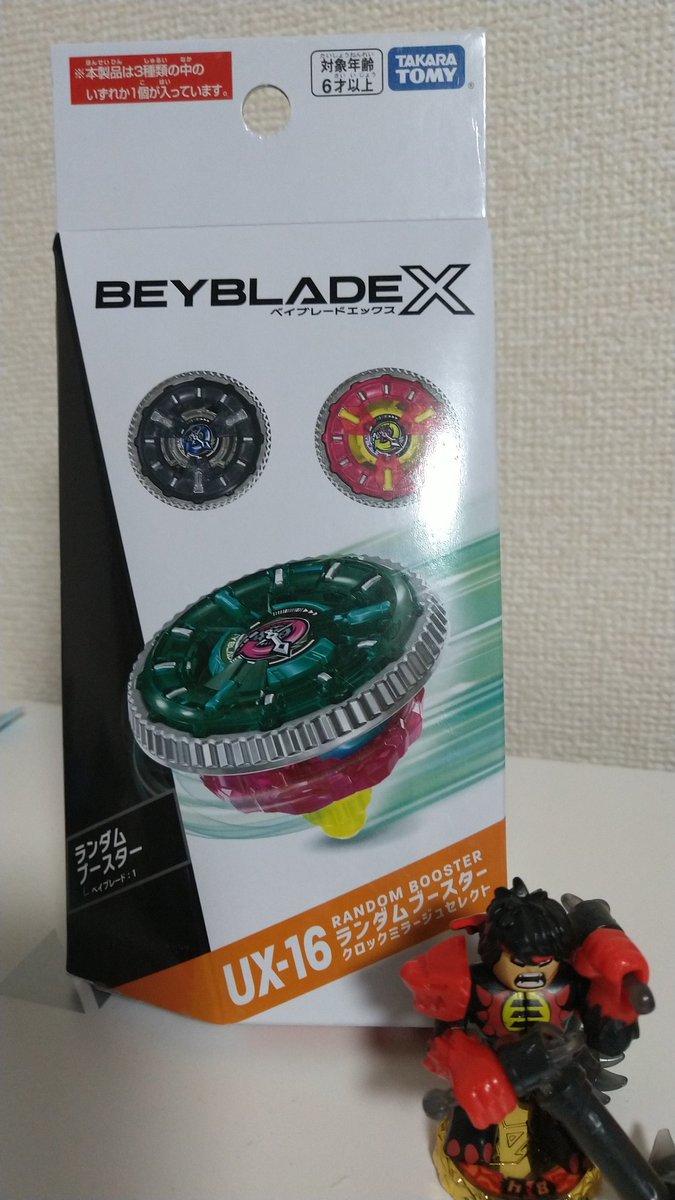 ※本製品は3種類の中の
いずれか1個が入っています。
対象年齢
6才以上
TAKARA
TOMY
BEYBLADE X
ベイブレードエックス
ランダム
ブースター
ベイブレード:1
UX-16
RANDOM BOOSTER
ランダムブースター
クロックミラージュセレクト